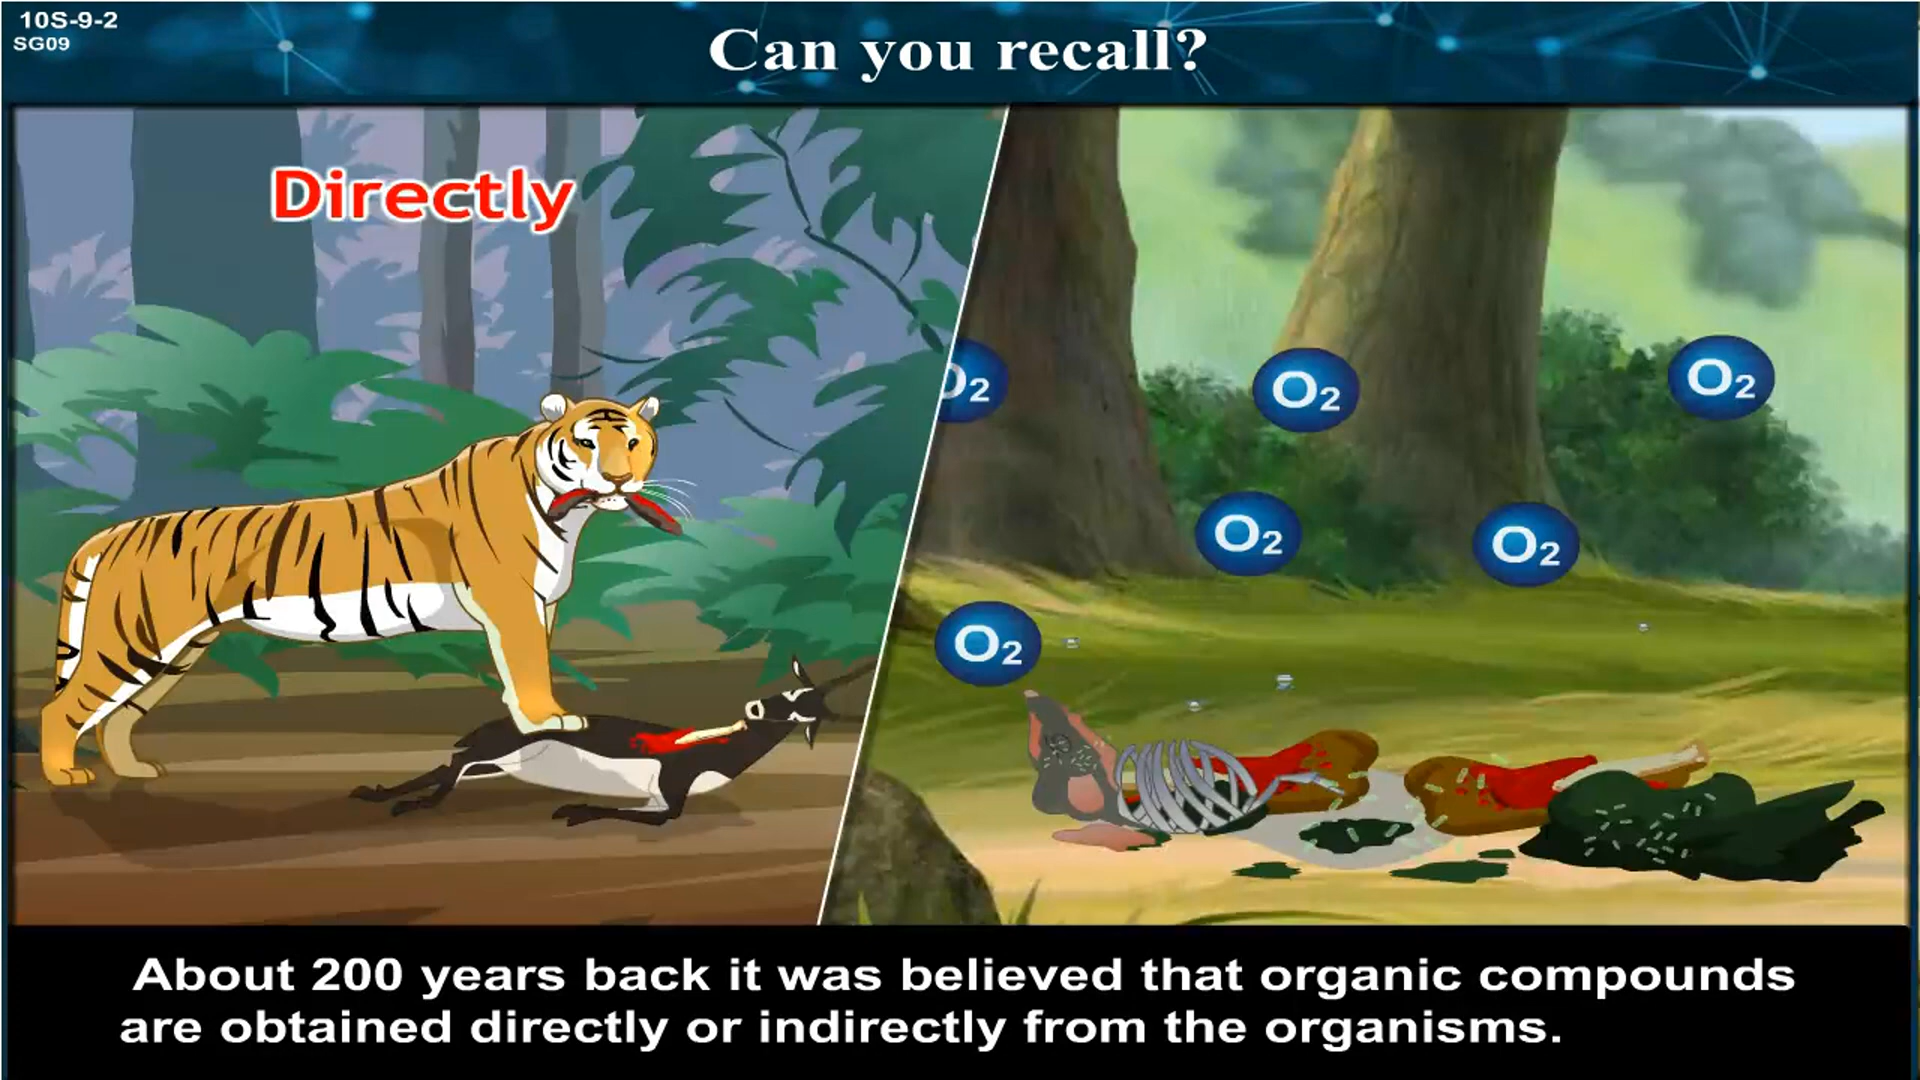 10S-9-2
SG09
Can you recall?
Directly
O2
O2
O2
O2
O2
O2
About 200 years back it was believed that organic compounds
are obtained directly or indirectly from the organisms.